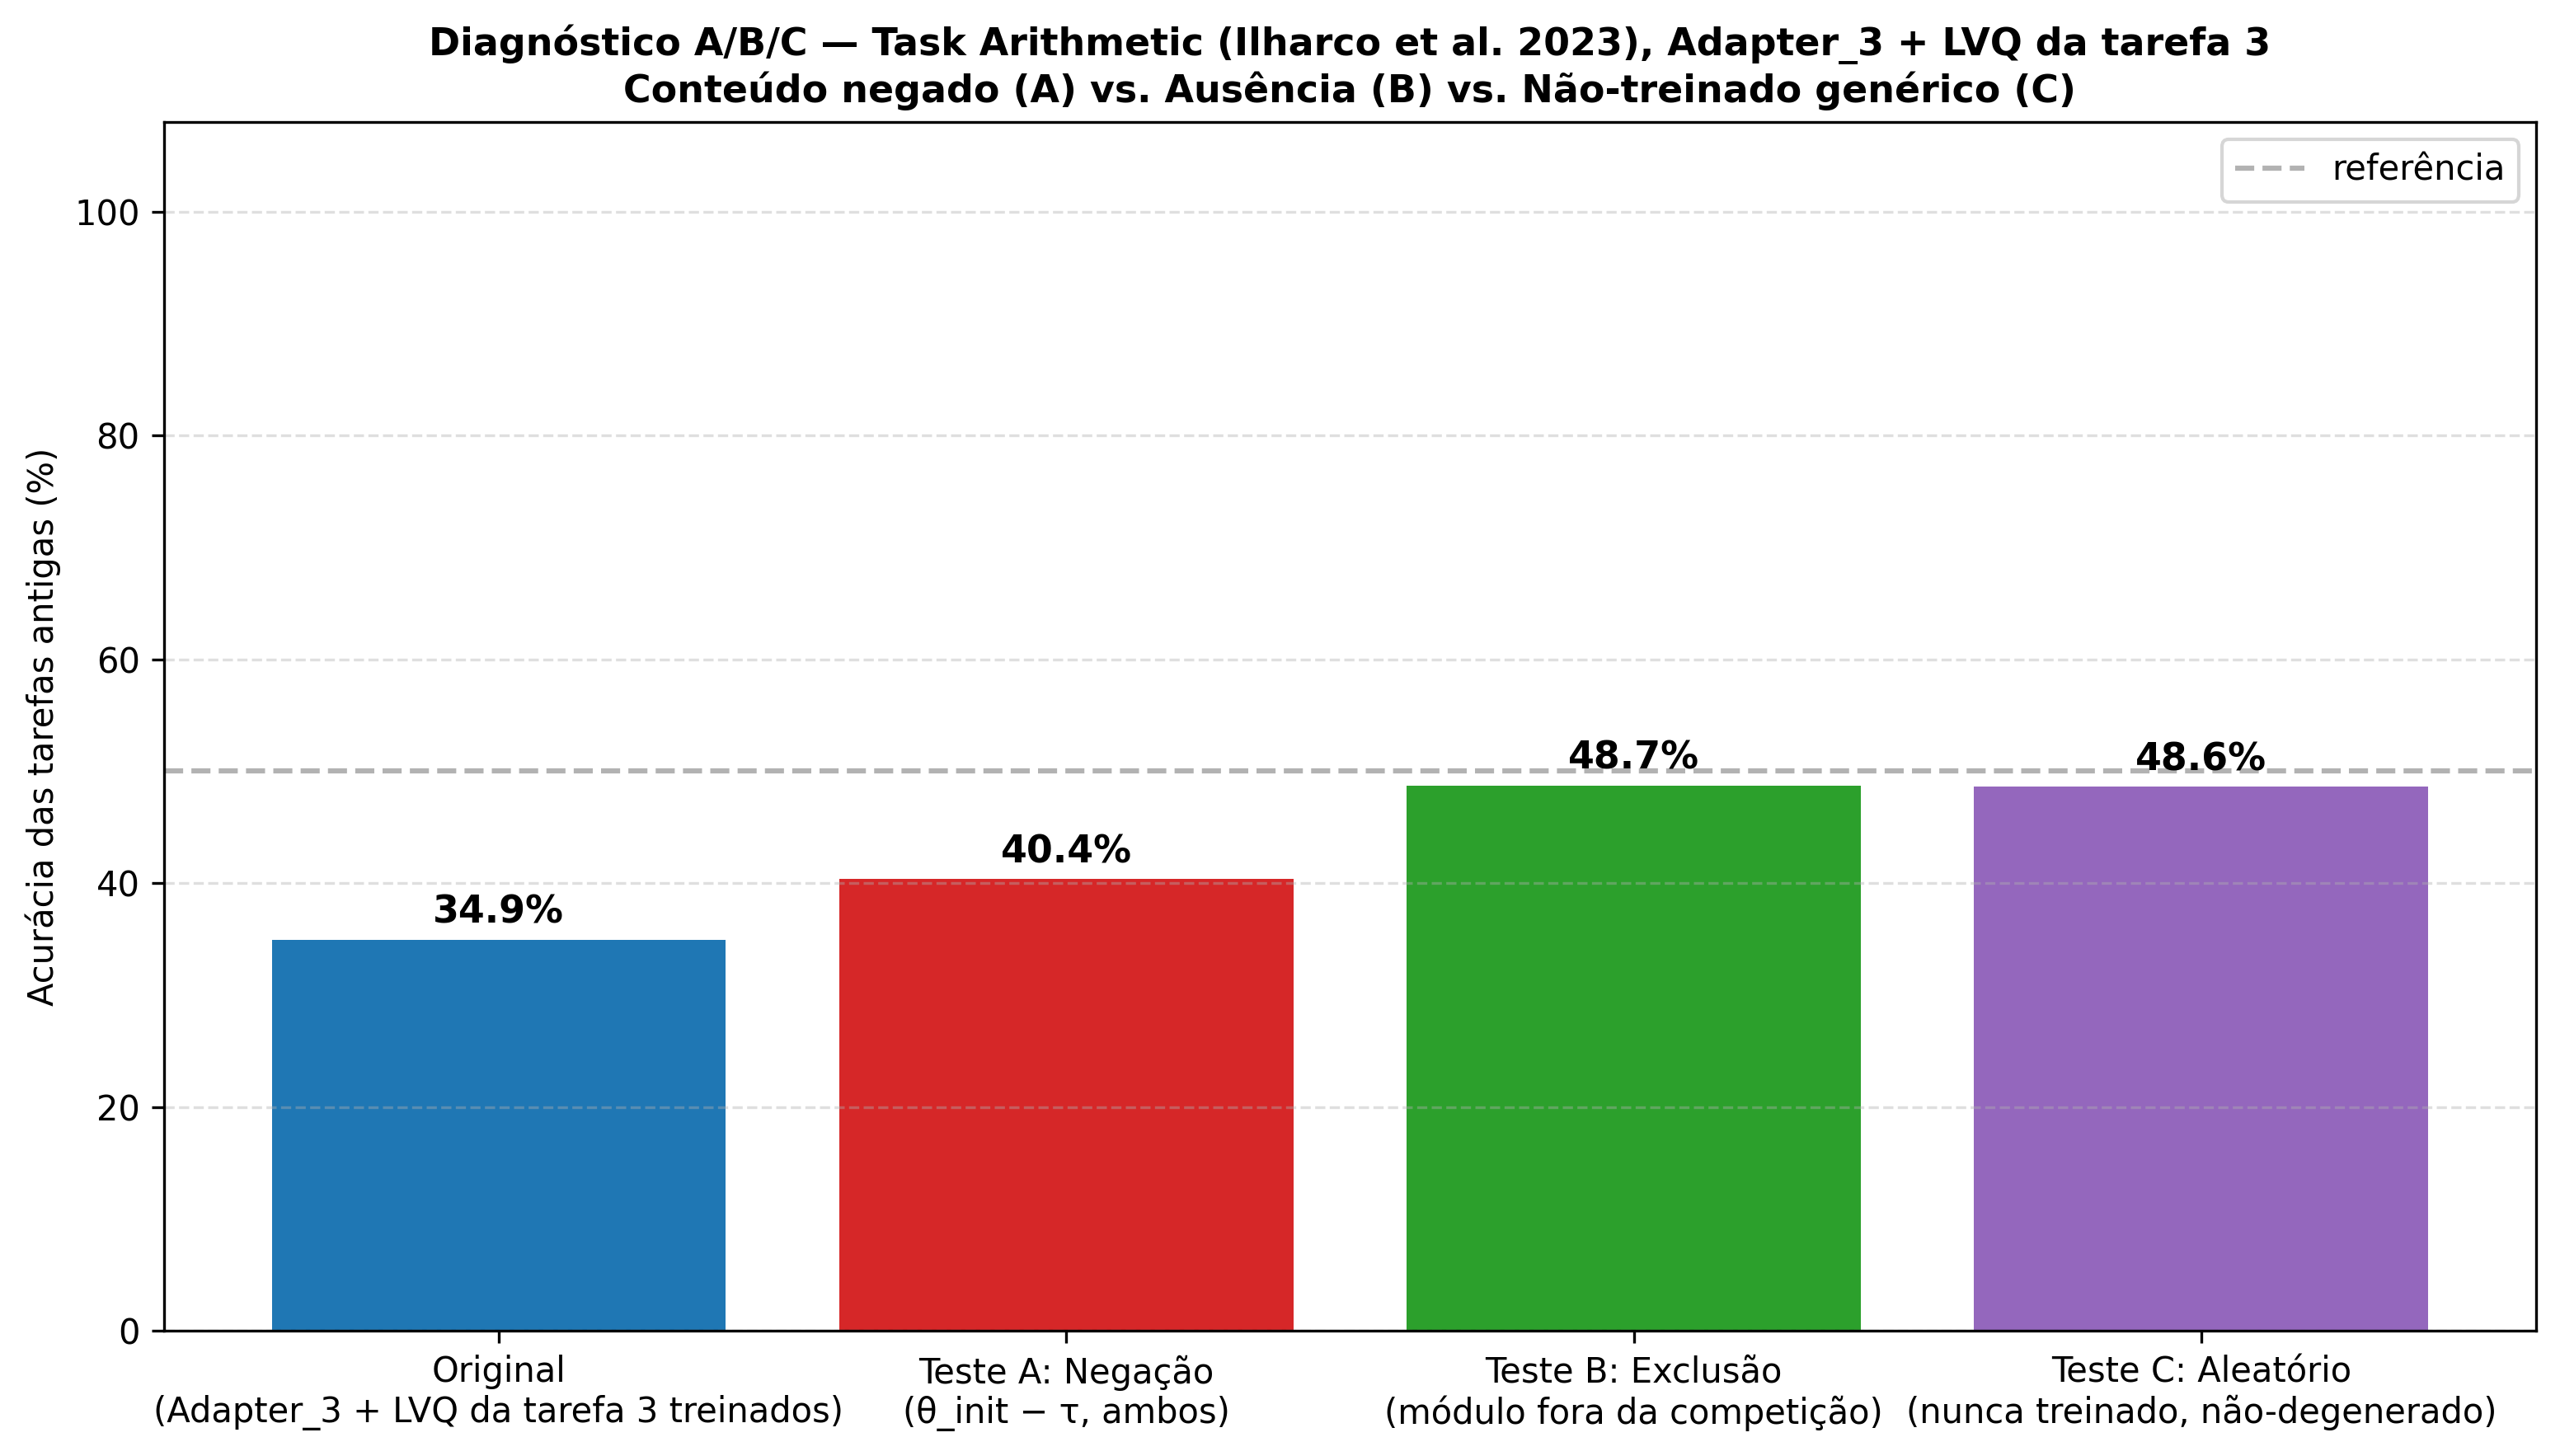 Diagnóstico A/B/C — Task Arithmetic (Ilharco et al. 2023), Adapter_3 + LVQ da tarefa 3
Conteúdo negado (A) vs. Ausência (B) vs. Não-treinado genérico (C)
referência
Acurácia das tarefas antigas (%)
100
80
60
40
20
0
34.9%
40.4%
48.7%
48.6%
Original
(Adapter_3 + LVQ da tarefa 3 treinados)
Teste A: Negação
(θ_init − τ, ambos)
Teste B: Exclusão
(módulo fora da competição)
Teste C: Aleatório
(nunca treinado, não-degenerado)